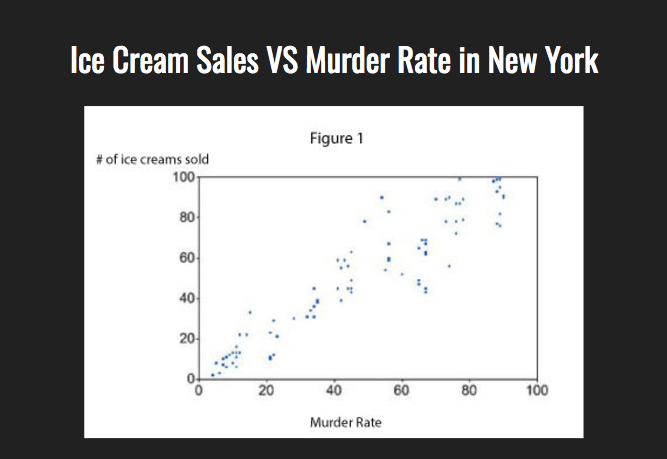 Ice Cream Sales VS Murder Rate in New York
Figure 1
# of ice creams sold
100
80
60
40
20
0
0 20 40 60 80 100
Murder Rate